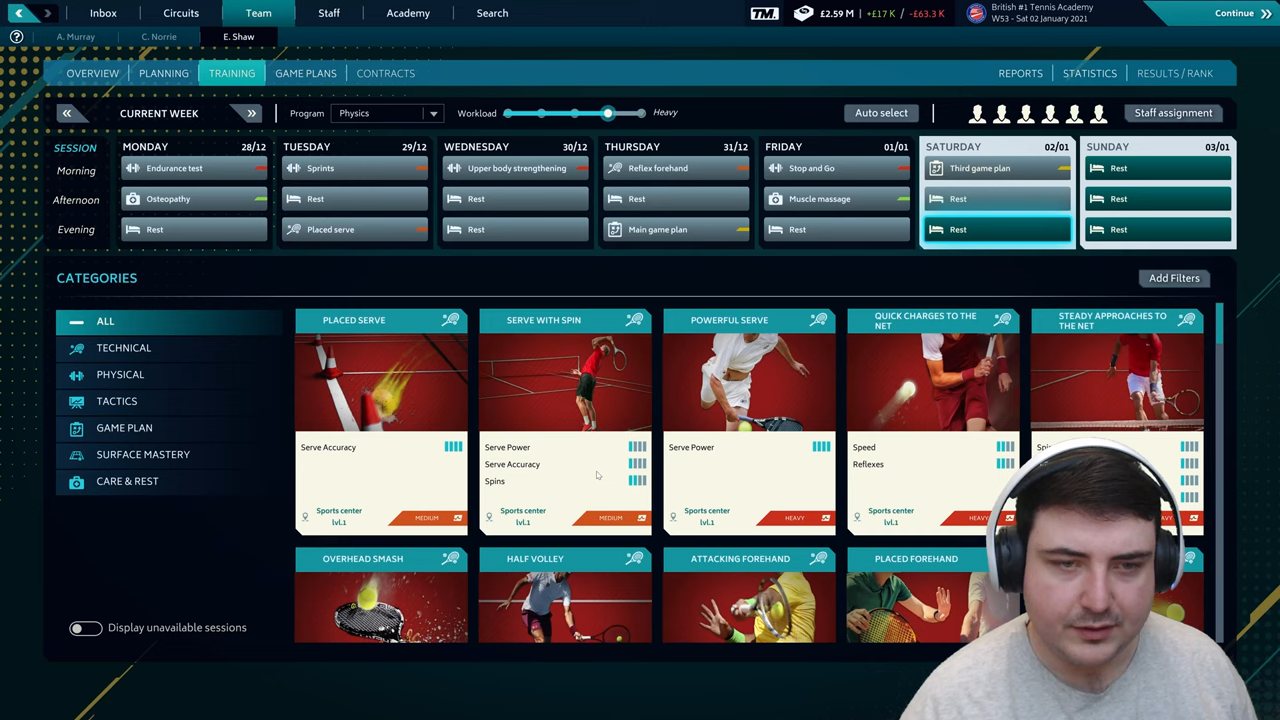 Inbox Circuits Team Staff Academy Search
TM. £2.59 M | +£17 K / -£63.3 K
British #1 Tennis Academy
W53 - Sat 02 January 2021
Continue
A. Murray C. Norrie E. Shaw
OVERVIEW PLANNING TRAINING GAME PLANS CONTRACTS REPORTS STATISTICS RESULTS / RANK
CURRENT WEEK Program Physics Workload Heavy Auto select Staff assignment
SESSION MONDAY 28/12 TUESDAY 29/12 WEDNESDAY 30/12 THURSDAY 31/12 FRIDAY 01/01 SATURDAY 02/01 SUNDAY 03/01
Morning Endurance test Sprints Upper body strengthening Reflex forehand Stop and Go Third game plan Rest
Afternoon Osteopathy Rest Rest Rest Muscle massage Rest Rest
Evening Rest Placed serve Rest Main game plan Rest Rest Rest
CATEGORIES Add Filters
ALL
TECHNICAL
PHYSICAL
TACTICS
GAME PLAN
SURFACE MASTERY
CARE & REST
Display unavailable sessions
PLACED SERVE
Serve Accuracy
Sports center
lvl.1
MEDIUM
SERVE WITH SPIN
Serve Power
Serve Accuracy
Spins
Sports center
lvl.1
MEDIUM
POWERFUL SERVE
Serve Power
Sports center
lvl.1
HEAVY
QUICK CHARGES TO THE
NET
Speed
Reflexes
Sports center
lvl.1
HEAVY
STEADY APPROACHES TO
THE NET
OVERHEAD SMASH
HALF VOLLEY
ATTACKING FOREHAND
PLACED FOREHAND